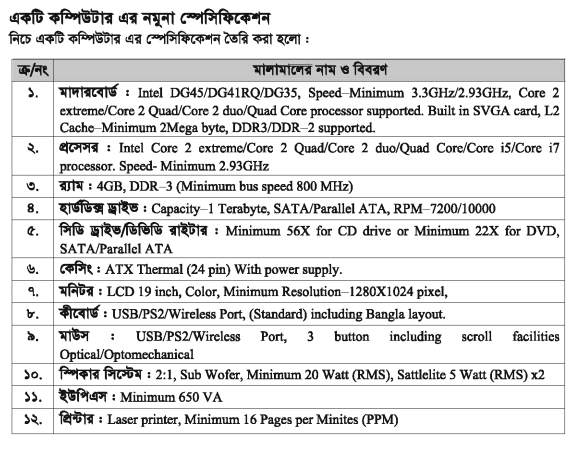 একটি কম্পিউটার এর নমুনা স্পেসিফিকেশন
নিচে একটি কম্পিউটার এর স্পেসিফিকেশন তৈরি করা হলো :
ক্র/নং মালামালের নাম ও বিবরণ
১. মাদারবোর্ড : Intel DG45/DG41RQ/DG35, Speed–Minimum 3.3GHz/2.93GHz, Core 2
extreme/Core 2 Quad/Core 2 duo/Quad Core processor supported. Built in SVGA card, L2
Cache–Minimum 2Mega byte, DDR3/DDR–2 supported.
২. প্রসেসর : Intel Core 2 extreme/Core 2 Quad/Core 2 duo/Quad Core/Core i5/Core i7
processor. Speed- Minimum 2.93GHz
৩. র‍্যাম : 4GB, DDR–3 (Minimum bus speed 800 MHz)
৪. হার্ডডিক্স ড্রাইভ : Capacity–1 Terabyte, SATA/Parallel ATA, RPM–7200/10000
৫. সিডি ড্রাইভ/ডিভিডি রাইটার : Minimum 56X for CD drive or Minimum 22X for DVD,
SATA/Parallel ATA
৬. কেসিং : ATX Thermal (24 pin) With power supply.
৭. মনিটর : LCD 19 inch, Color, Minimum Resolution–1280X1024 pixel,
৮. কীবোর্ড : USB/PS2/Wireless Port, (Standard) including Bangla layout.
৯. মাউস : USB/PS2/Wireless Port, 3 button including scroll facilities
Optical/Optomechanical
১০. স্পিকার সিস্টেম : 2:1, Sub Wofer, Minimum 20 Watt (RMS), Sattlelite 5 Watt (RMS) x2
১১. ইউপিএস : Minimum 650 VA
১২. প্রিন্টার : Laser printer, Minimum 16 Pages per Minites (PPM)